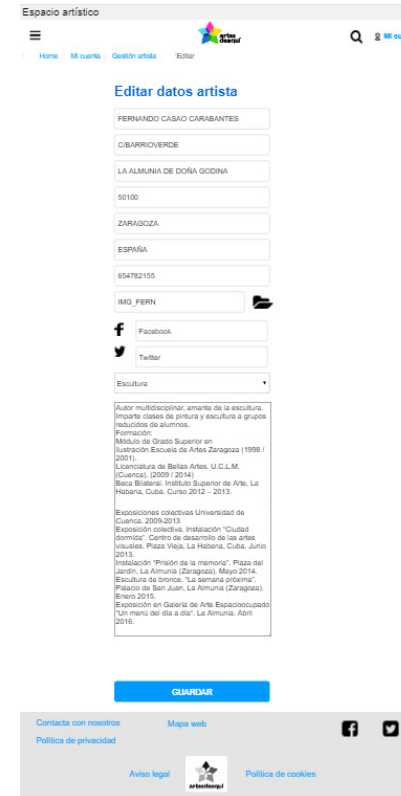 Espacio artístico
artes
deaquí
Mi cu
Home Mi cuenta Gestión artista Editar
Editar datos artista
FERNANDO CASAO CARABANTES
C/BARRIOVERDE
LA ALMUNIA DE DOÑA GODINA
50100
ZARAGOZA
ESPAÑA
654782155
IMG_FERN
Facebook
Twitter
Escultura
Autor multidisciplinar, amante de la escultura.
Imparte clases de pintura y escultura a grupos
reducidos de alumnos.
Formación:
Módulo de Grado Superior en
ilustración.Escuela de Artes Zaragoza (1998 /
2001).
Licenciatura de Bellas Artes. U.C.L.M.
(Cuenca), (2009 / 2014)
Beca Bilateral. Instituto Superior de Arte, La
Habana, Cuba. Curso 2012 – 2013.
Exposiciones colectivas Universidad de
Cuenca. 2009-2013
Exposición colectiva. Instalación "Ciudad
dormida". Centro de desarrollo de las artes
visuales. Plaza Vieja, La Habana, Cuba. Junio
2013.
Instalación "Prisión de la memoria". Plaza del
Jardín, La Almunia (Zaragoza). Mayo 2014.
Escultura de bronce. "La semana próxima".
Palacio de San Juan, La Almunia (Zaragoza).
Enero 2015.
Exposición en Galería de Arte Espacioocupado
"Un menú del día a día". La Almunia. Abril
2016.
GUARDAR
Contacta con nosotros Mapa web
Política de privacidad
Aviso legal artesdeaquí Política de cookies